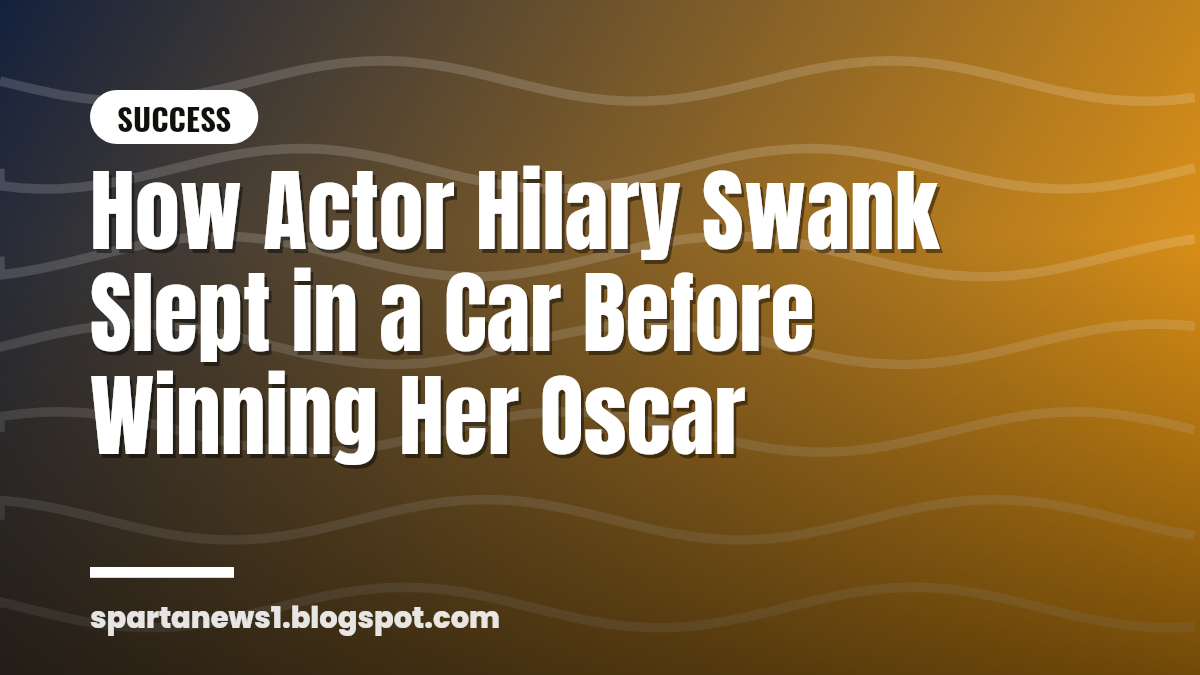 SUCCESS
How Actor Hilary Swank
Slept in a Car Before
Winning Her Oscar
spartanews1.blogspot.com